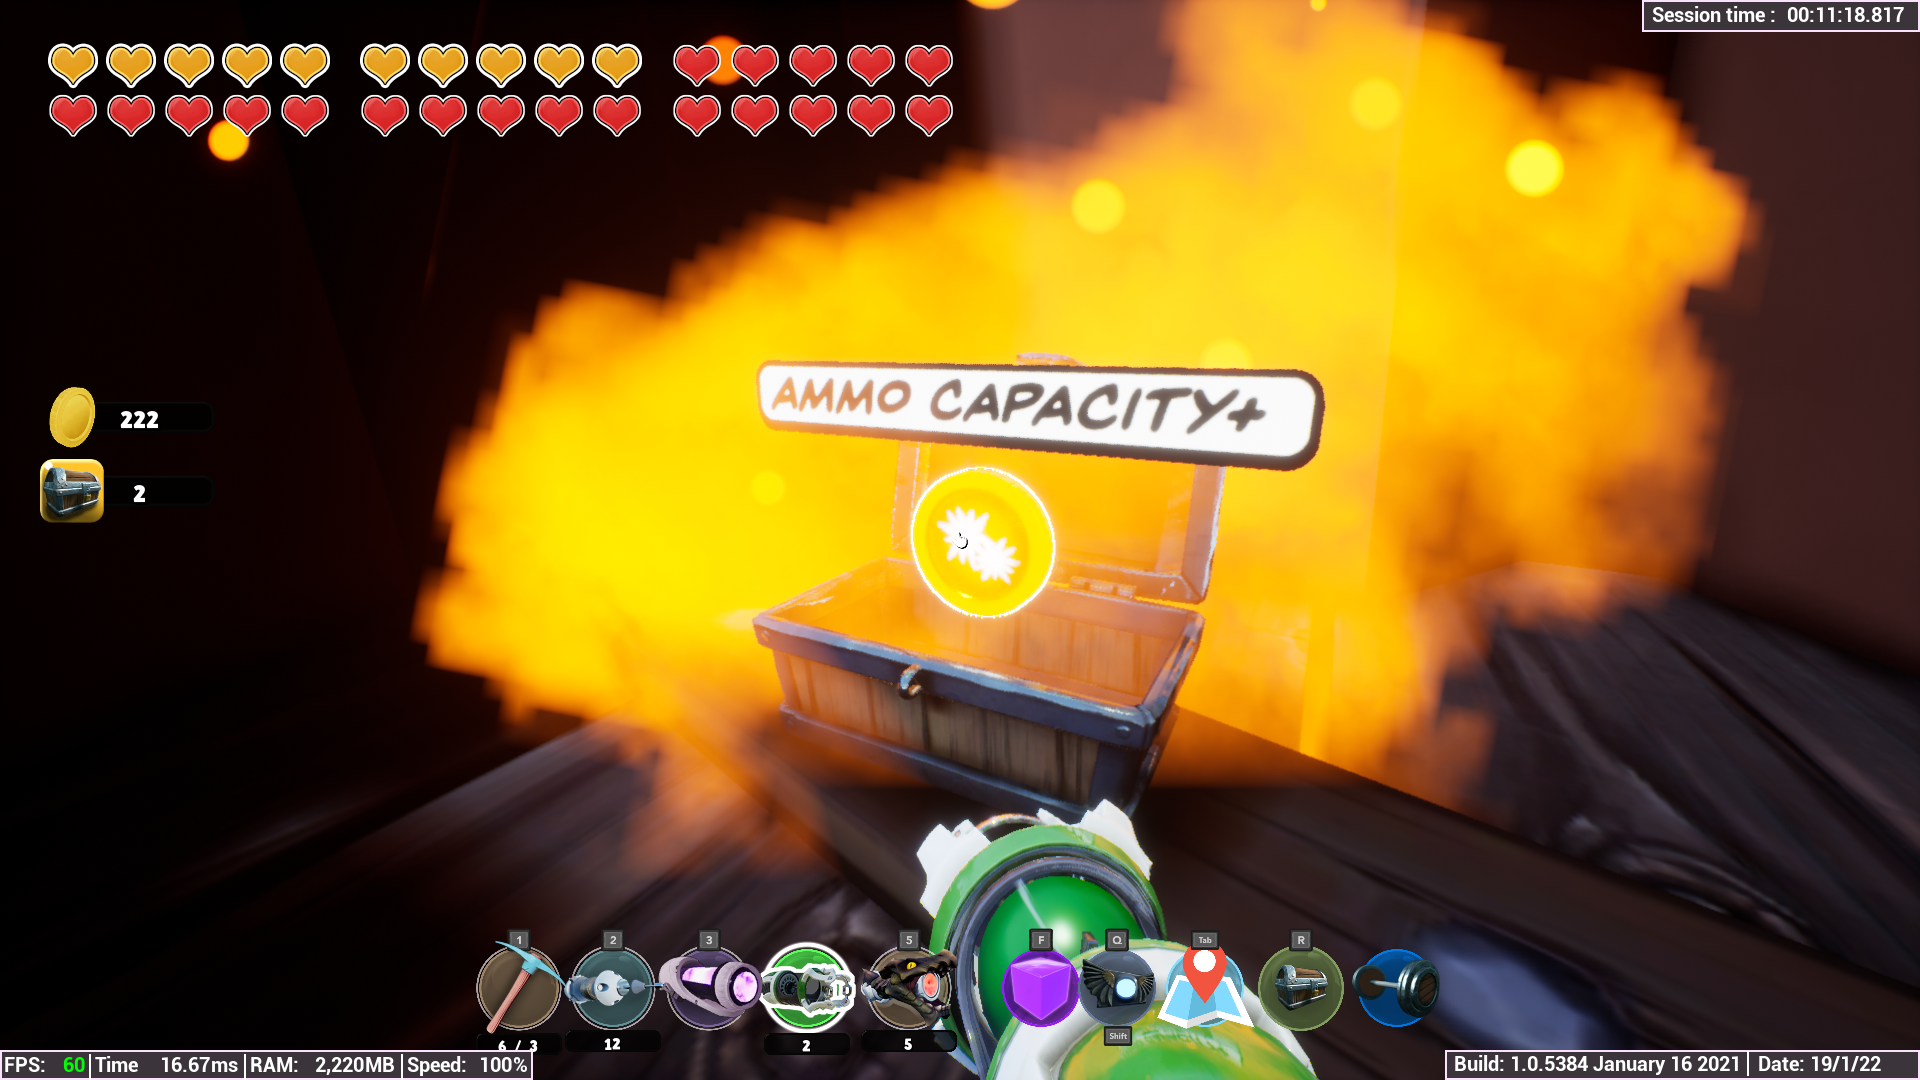 Session time : 00:11:18.817
222
2
AMMO CAPACITY+
1 2 3 5 F Q Tab R
Shift
6 / 3 12 2 5
FPS: 60 Time 16.67ms RAM: 2,220MB Speed: 100%
Build: 1.0.5384 January 16 2021 Date: 19/1/22